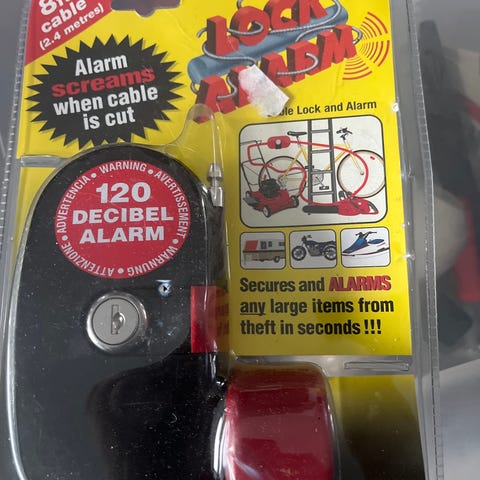 cable
(2.4 metres)
Alarm
screams
when cable
is cut
LOCK
ALARM
Lock and Alarm
WARNING • AVERTISSEMENT • WARNUNG • ATTENZIONE • ADVERTENCIA •
120
DECIBEL
ALARM
Secures and ALARMS
any large items from
theft in seconds !!!